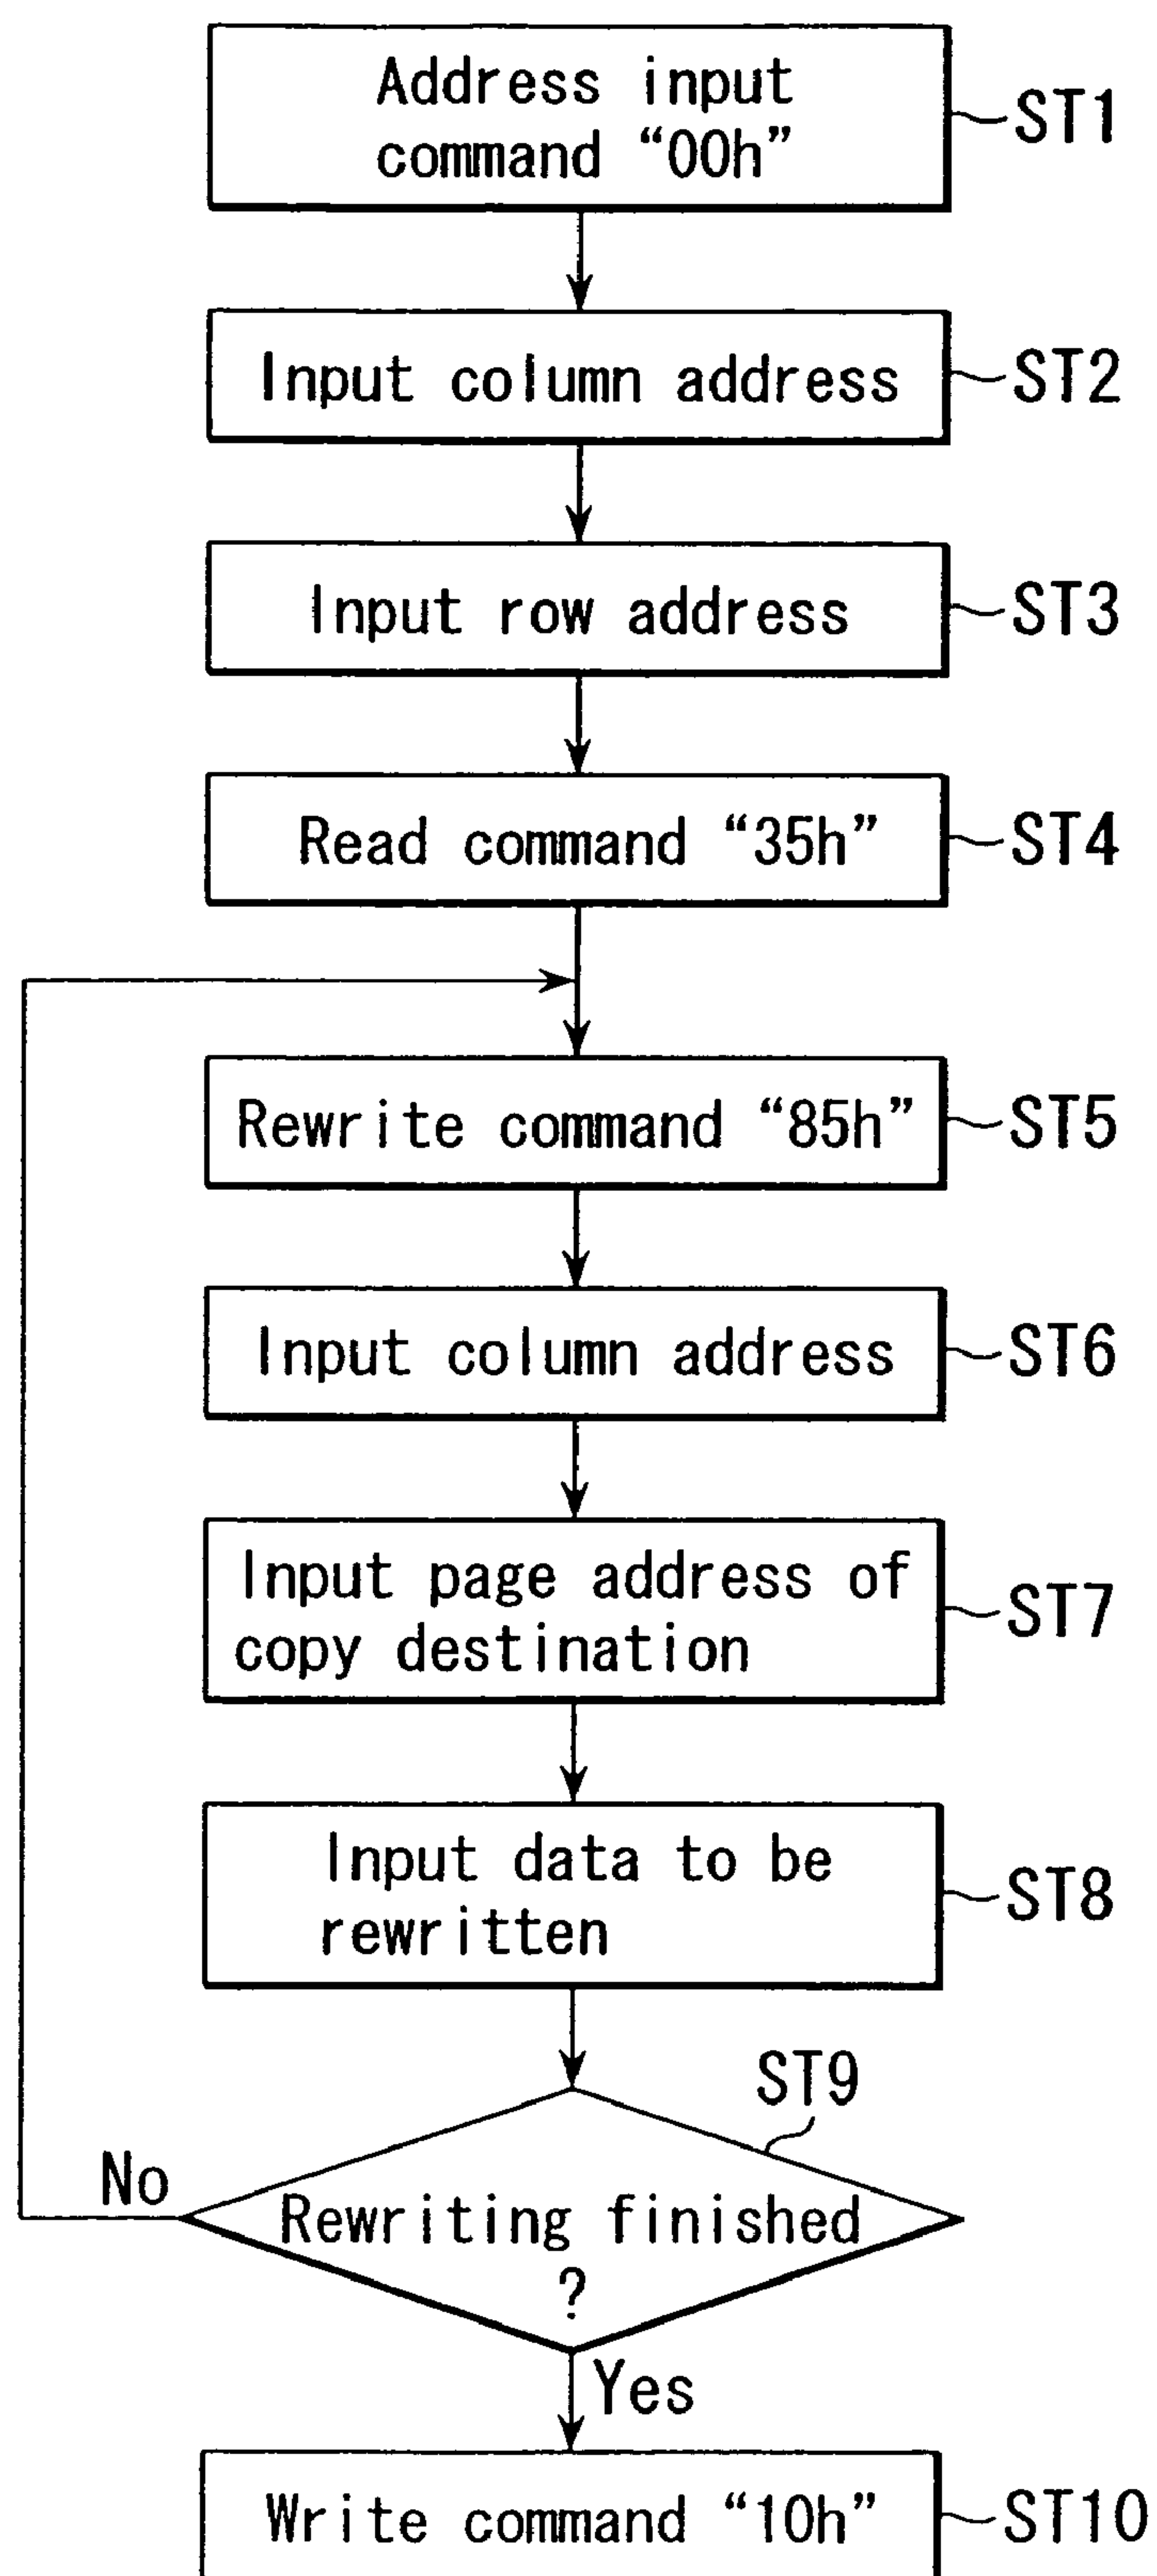 Address input
command “00h”
ST1
Input column address
ST2
Input row address
ST3
Read command “35h”
ST4
Rewrite command “85h”
ST5
Input column address
ST6
Input page address of
copy destination
ST7
Input data to be
rewritten
ST8
ST9
No
Rewriting finished
?
Yes
Write command “10h”
ST10